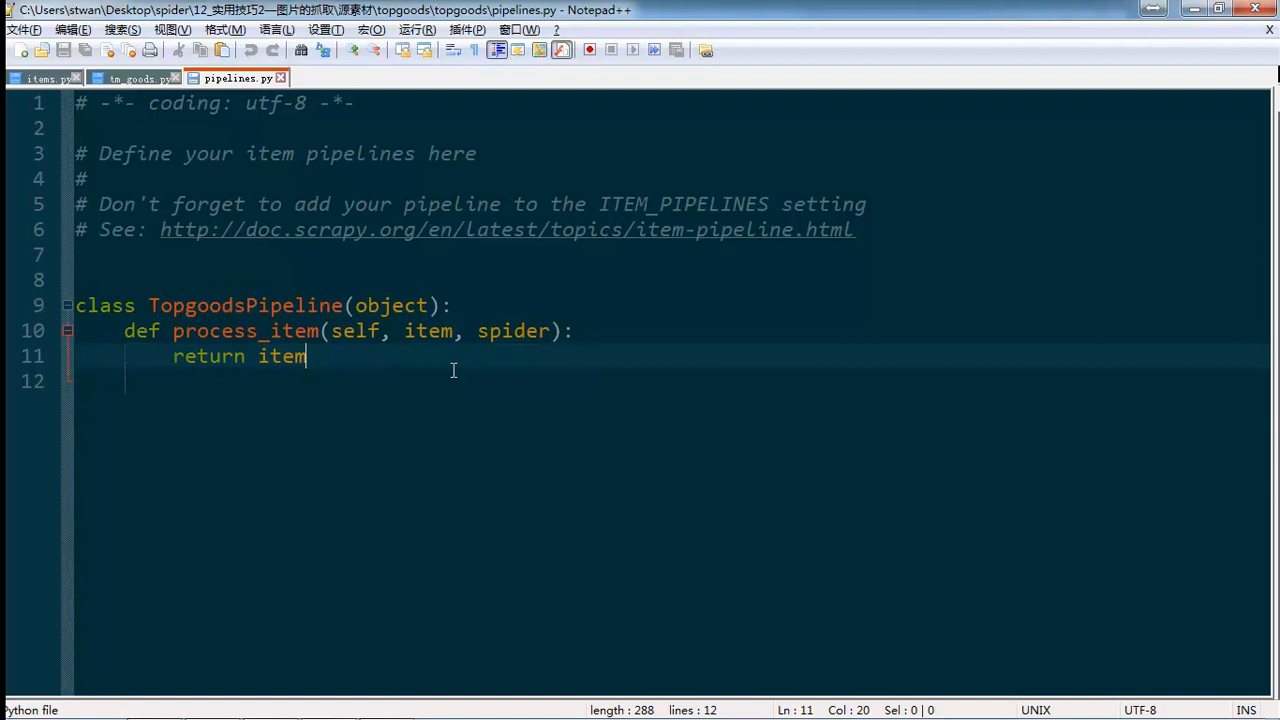 C:\Users\stwan\Desktop\spider\12_实用技巧2—图片的抓取\源素材\topgoods\topgoods\pipelines.py - Notepad++
文件(F) 编辑(E) 搜索(S) 视图(V) 格式(M) 语言(L) 设置(T) 宏(O) 运行(R) 插件(P) 窗口(W) ? X
items.py tm_goods.py pipelines.py
1 # -*- coding: utf-8 -*-
2
3 # Define your item pipelines here
4 #
5 # Don't forget to add your pipeline to the ITEM_PIPELINES setting
6 # See: http://doc.scrapy.org/en/latest/topics/item-pipeline.html
7
8
9 class TopgoodsPipeline(object):
10 def process_item(self, item, spider):
11 return item
12
Python file length : 288 lines : 12 Ln : 11 Col : 20 Sel : 0 | 0 UNIX UTF-8 INS